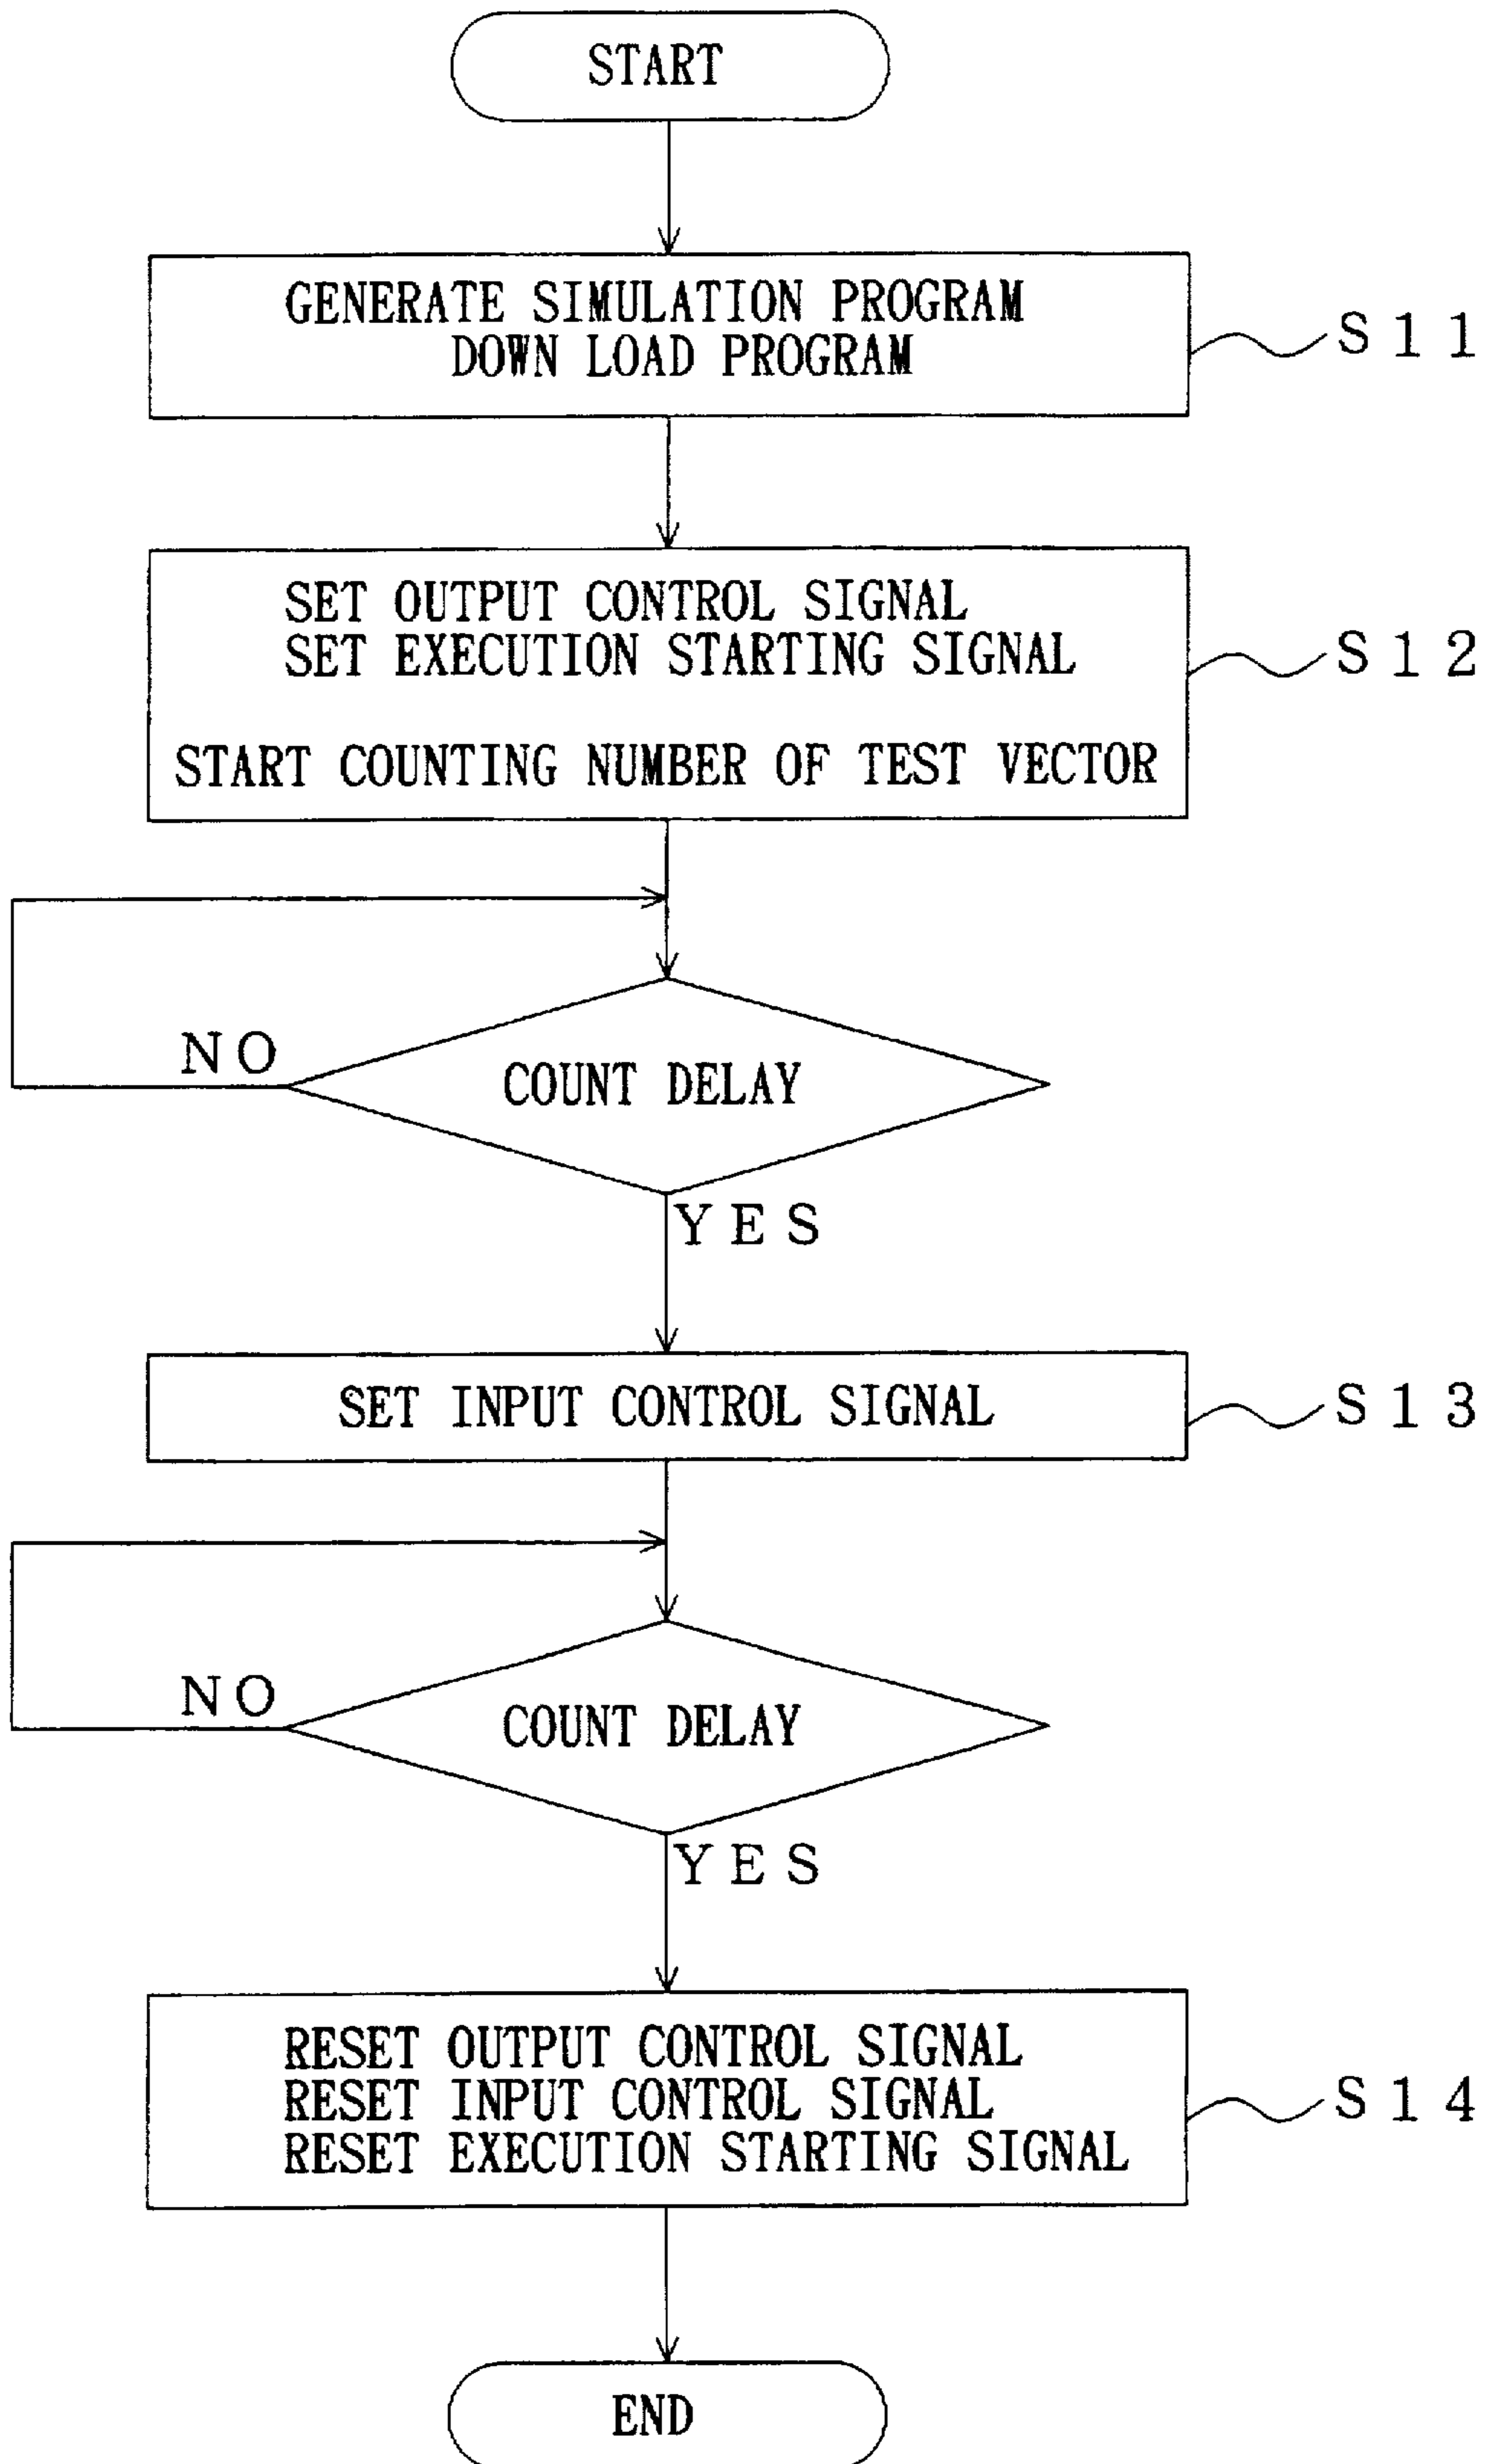 START
GENERATE SIMULATION PROGRAM
DOWN LOAD PROGRAM
S11
SET OUTPUT CONTROL SIGNAL
SET EXECUTION STARTING SIGNAL
S12
START COUNTING NUMBER OF TEST VECTOR
NO
COUNT DELAY
YES
SET INPUT CONTROL SIGNAL
S13
NO
COUNT DELAY
YES
RESET OUTPUT CONTROL SIGNAL
RESET INPUT CONTROL SIGNAL
S14
RESET EXECUTION STARTING SIGNAL
END